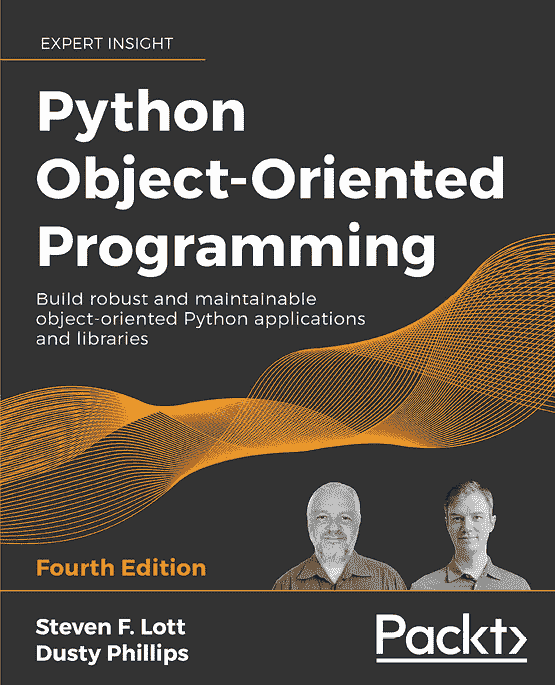 EXPERT INSIGHT
Python
Object-Oriented
Programming
Build robust and maintainable
object-oriented Python applications
and libraries
Fourth Edition
Steven F. Lott
Dusty Phillips
Packt>